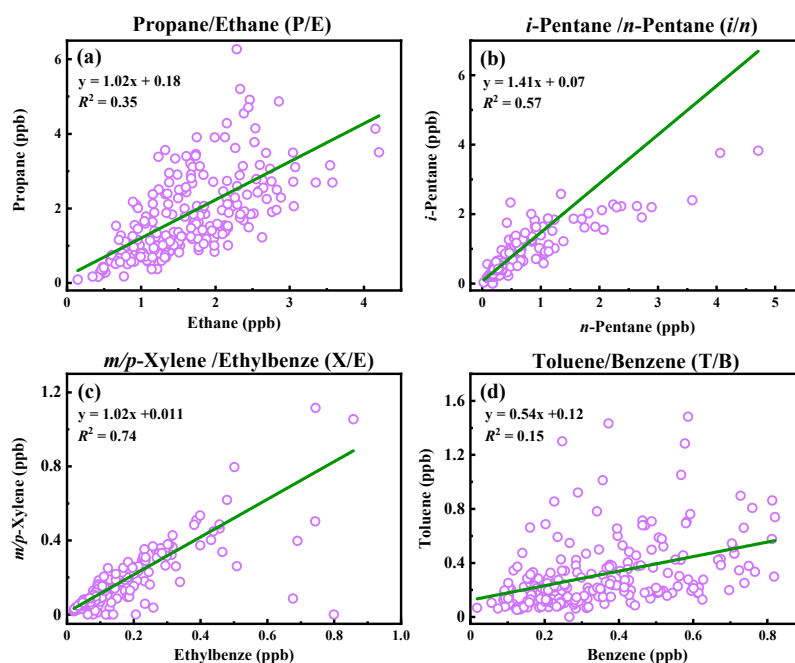 Propane/Ethane (P/E)
(a)
y = 1.02x + 0.18
R² = 0.35
Propane (ppb)
6
4
2
0
0 1 2 3 4
Ethane (ppb)
i-Pentane /n-Pentane (i/n)
(b)
y = 1.41x + 0.07
R² = 0.57
i-Pentane (ppb)
6
4
2
0
0 1 2 3 4 5
n-Pentane (ppb)
m/p-Xylene /Ethylbenze (X/E)
(c)
y = 1.02x +0.011
R² = 0.74
m/p-Xylene (ppb)
1.2
0.8
0.4
0.0
0.0 0.2 0.4 0.6 0.8 1.0
Ethylbenze (ppb)
Toluene/Benzene (T/B)
(d)
y = 0.54x +0.12
R² = 0.15
Toluene (ppb)
1.6
1.2
0.8
0.4
0.0
0.0 0.2 0.4 0.6 0.8
Benzene (ppb)